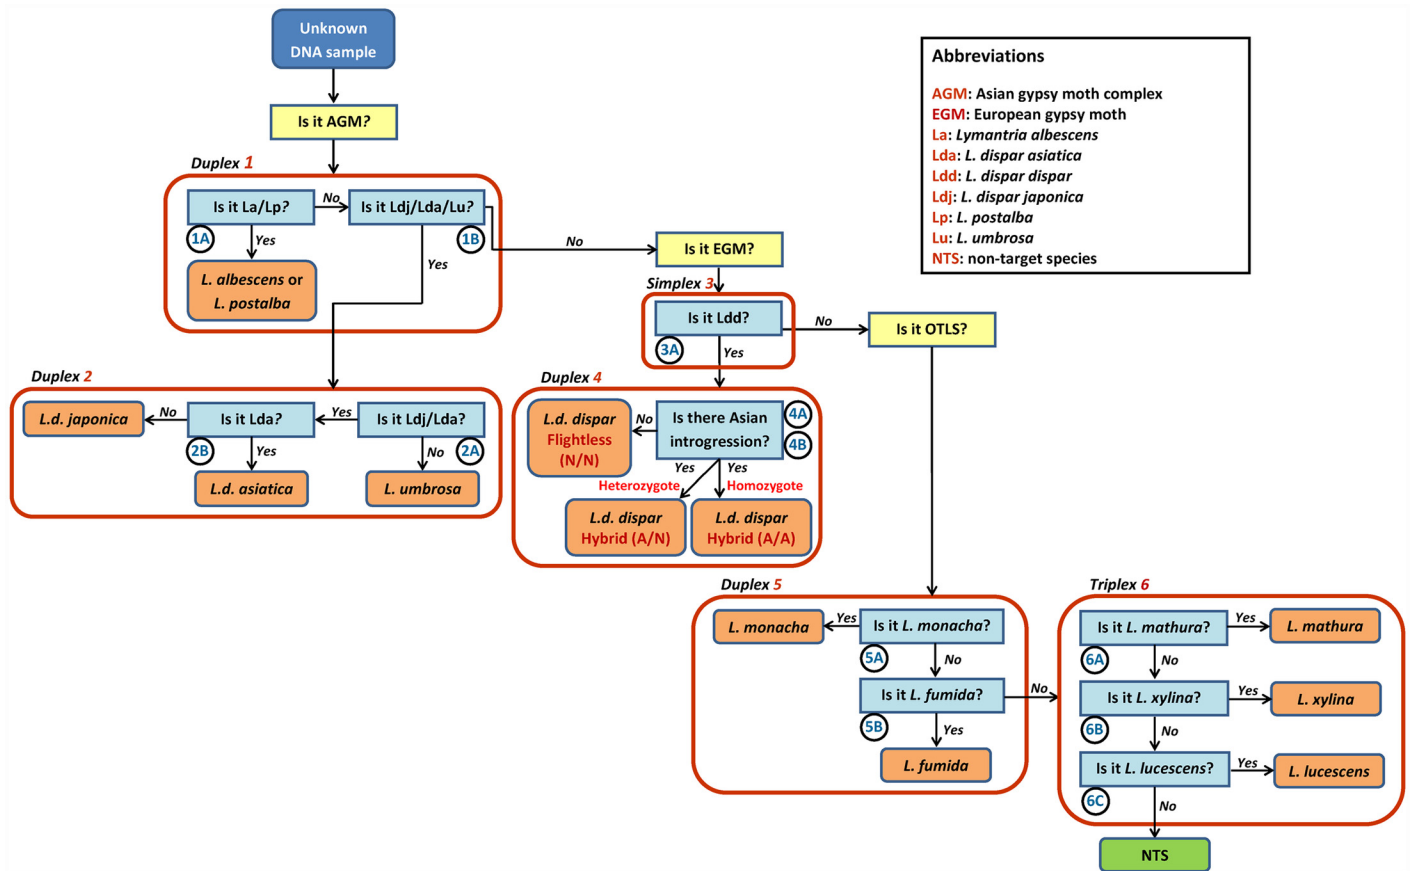 Unknown
DNA sample
Is it AGM?
Duplex 1
Is it La/Lp?
No
Is it Ldj/Lda/Lu?
1A
Yes
1B
Yes
No
L. albescens or
L. postalba
Abbreviations
AGM: Asian gypsy moth complex
EGM: European gypsy moth
La: Lymantria albescens
Lda: L. dispar asiatica
Ldd: L. dispar dispar
Ldj: L. dispar japonica
Lp: L. postalba
Lu: L. umbrosa
NTS: non-target species
Is it EGM?
Simplex 3
Is it Ldd?
No
3A
Yes
Is it OTLS?
Duplex 2
L.d. japonica
No
Is it Lda?
Yes
Is it Ldj/Lda?
2B
Yes
No
2A
L.d. asiatica
L. umbrosa
Duplex 4
L.d. dispar
Flightless
(N/N)
No
Is there Asian
introgression?
4A
4B
Yes
Yes
Heterozygote
Homozygote
L.d. dispar
Hybrid (A/N)
L.d. dispar
Hybrid (A/A)
Duplex 5
L. monacha
Yes
Is it L. monacha?
5A
No
Is it L. fumida?
No
5B
Yes
L. fumida
Triplex 6
Is it L. mathura?
Yes
L. mathura
6A
No
Is it L. xylina?
Yes
L. xylina
6B
No
Is it L. lucescens?
Yes
L. lucescens
6C
No
NTS